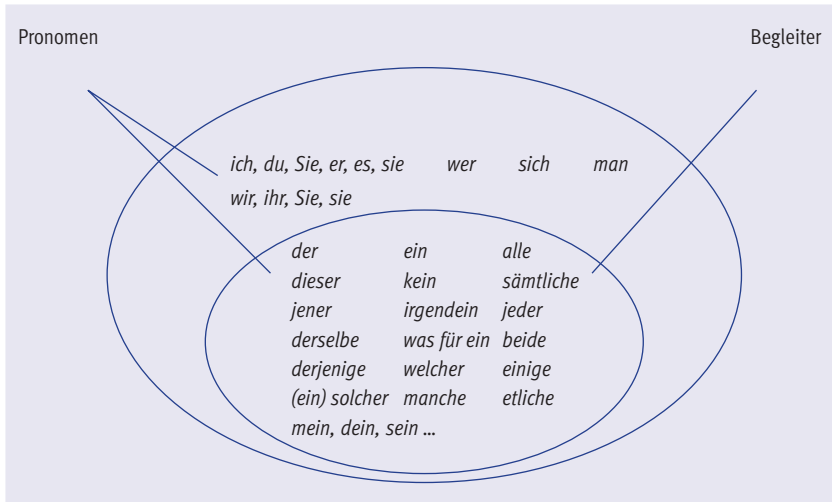 Pronomen Begleiter
ich, du, Sie, er, es, sie wer sich man
wir, ihr, Sie, sie
der ein alle
dieser kein sämtliche
jener irgendein jeder
derselbe was für ein beide
derjenige welcher einige
(ein) solcher manche etliche
mein, dein, sein ...